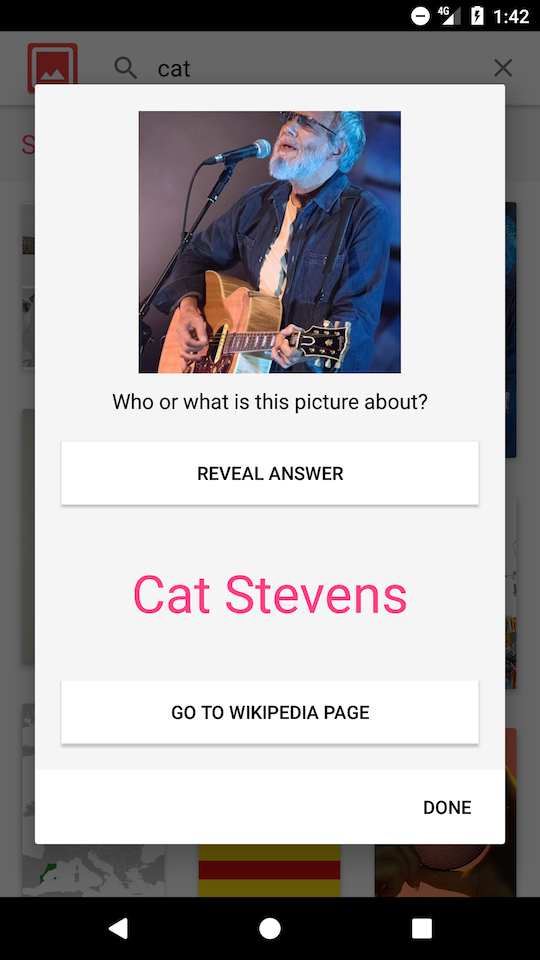 4G 1:42
cat
S
Who or what is this picture about?
REVEAL ANSWER
Cat Stevens
GO TO WIKIPEDIA PAGE
DONE